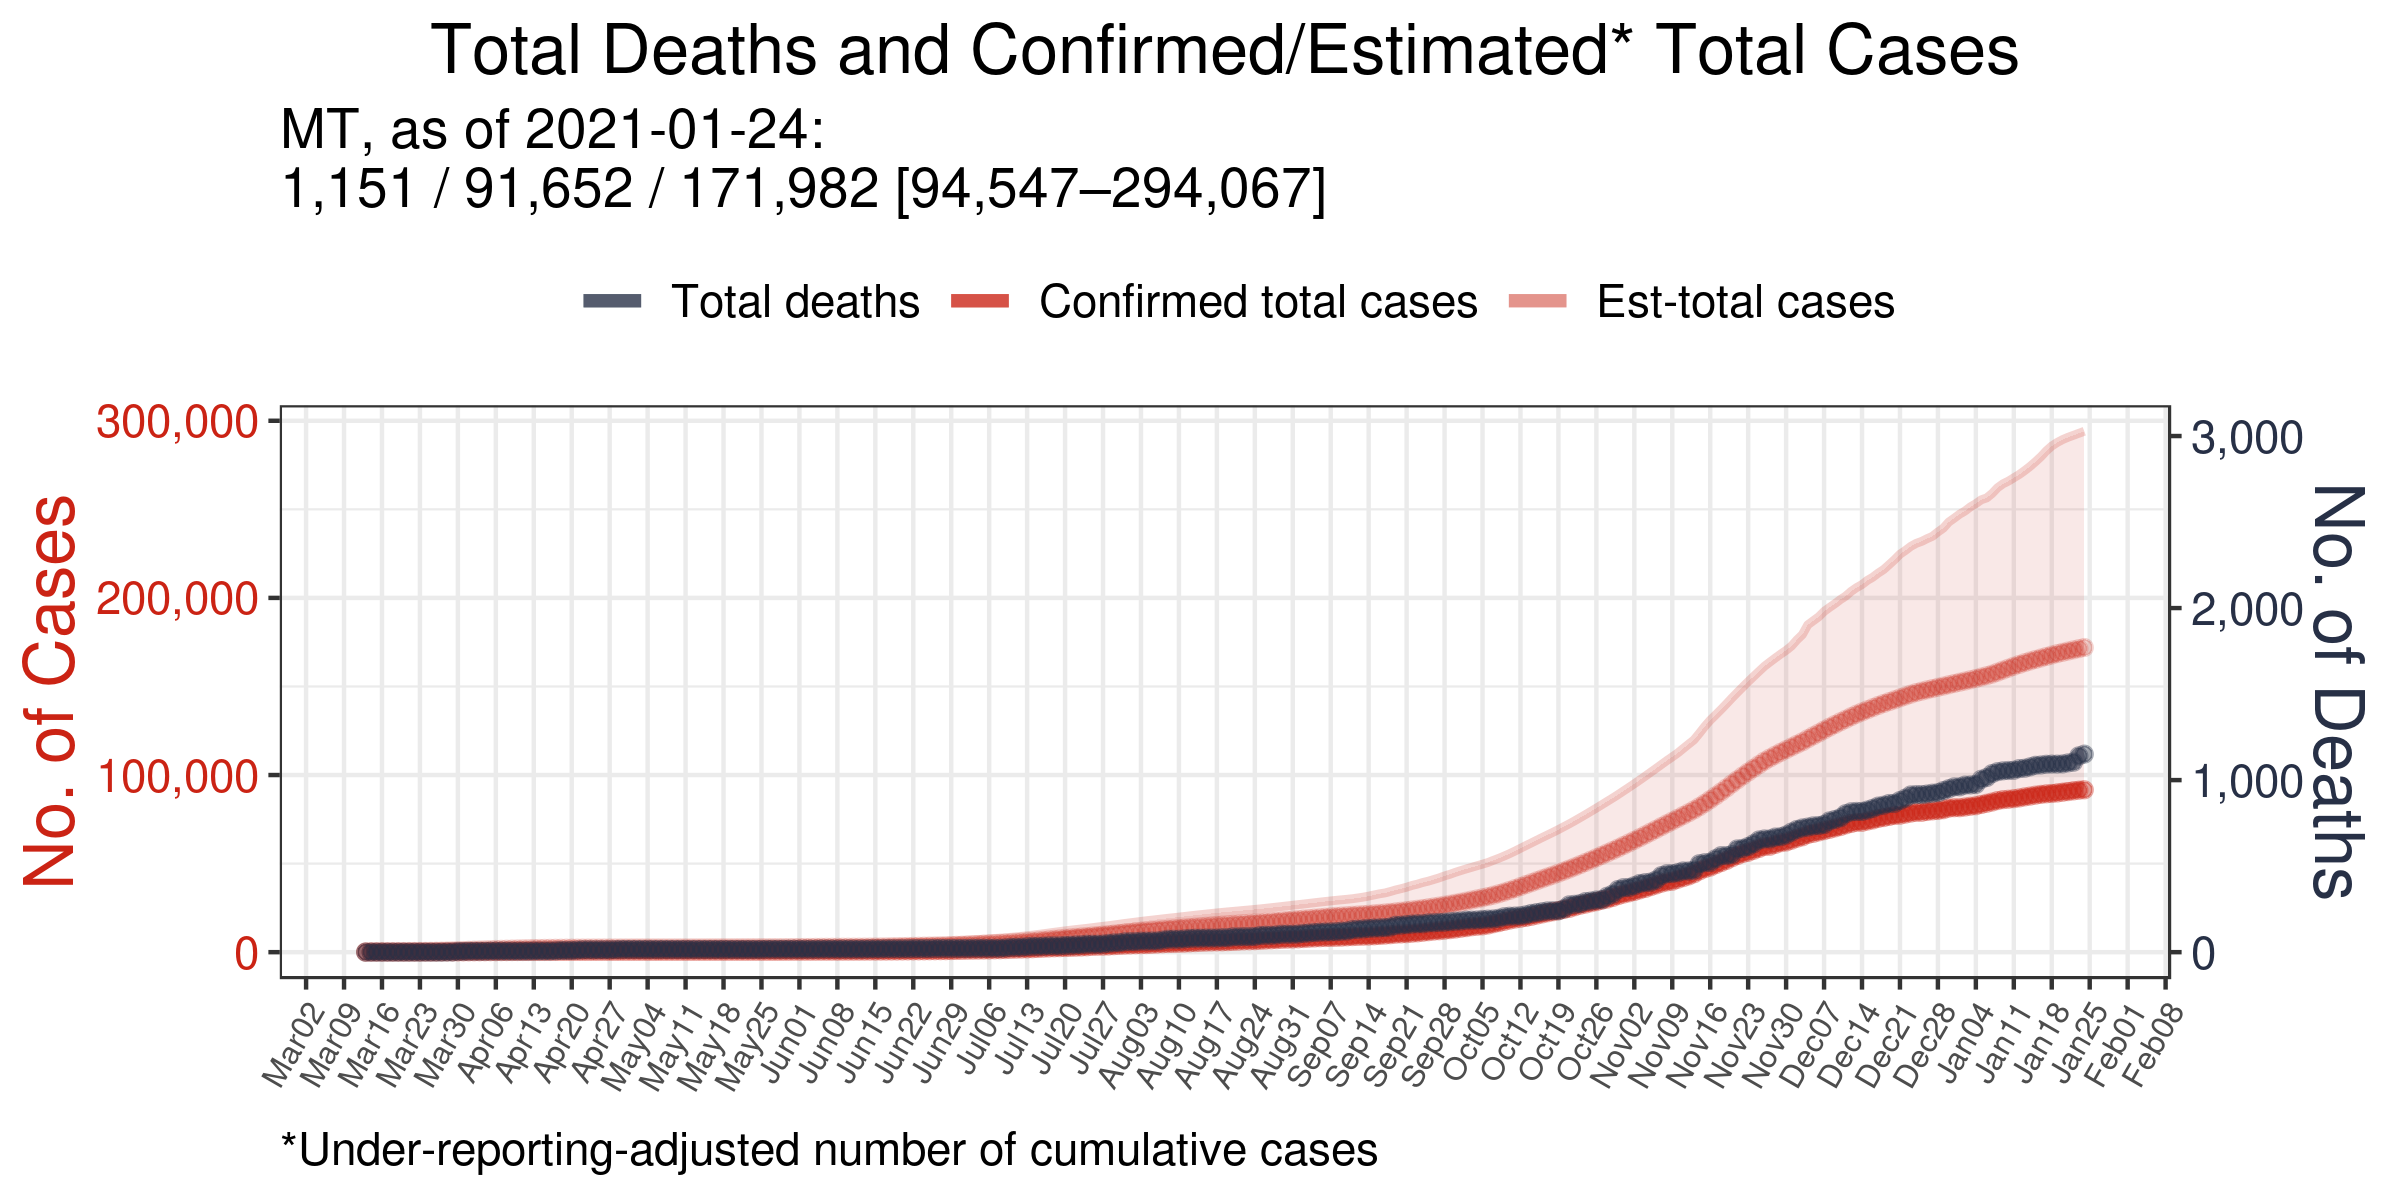 Total Deaths and Confirmed/Estimated* Total Cases
MT, as of 2021-01-24:
1,151 / 91,652 / 171,982 [94,547–294,067]
Total deaths
Confirmed total cases
Est-total cases
No. of Cases
300,000
200,000
100,000
0
3,000
2,000
1,000
0
No. of Deaths
Mar02
Mar09
Mar16
Mar23
Mar30
Apr06
Apr13
Apr20
Apr27
May04
May11
May18
May25
Jun01
Jun08
Jun15
Jun22
Jun29
Jul06
Jul13
Jul20
Jul27
Aug03
Aug10
Aug17
Aug24
Aug31
Sep07
Sep14
Sep21
Sep28
Oct05
Oct12
Oct19
Oct26
Nov02
Nov09
Nov16
Nov23
Nov30
Dec07
Dec14
Dec21
Dec28
Jan04
Jan11
Jan18
Jan25
Feb01
Feb08
*Under-reporting-adjusted number of cumulative cases